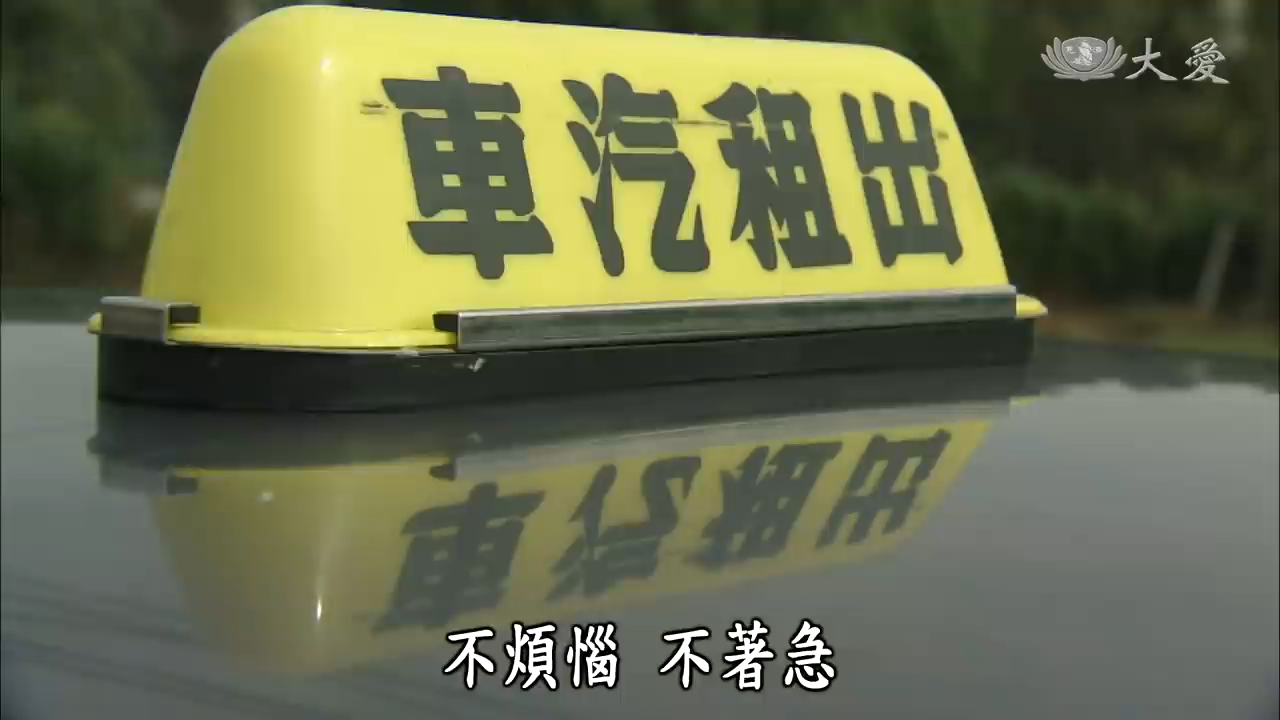 大愛
車汽租出
不煩惱 不著急